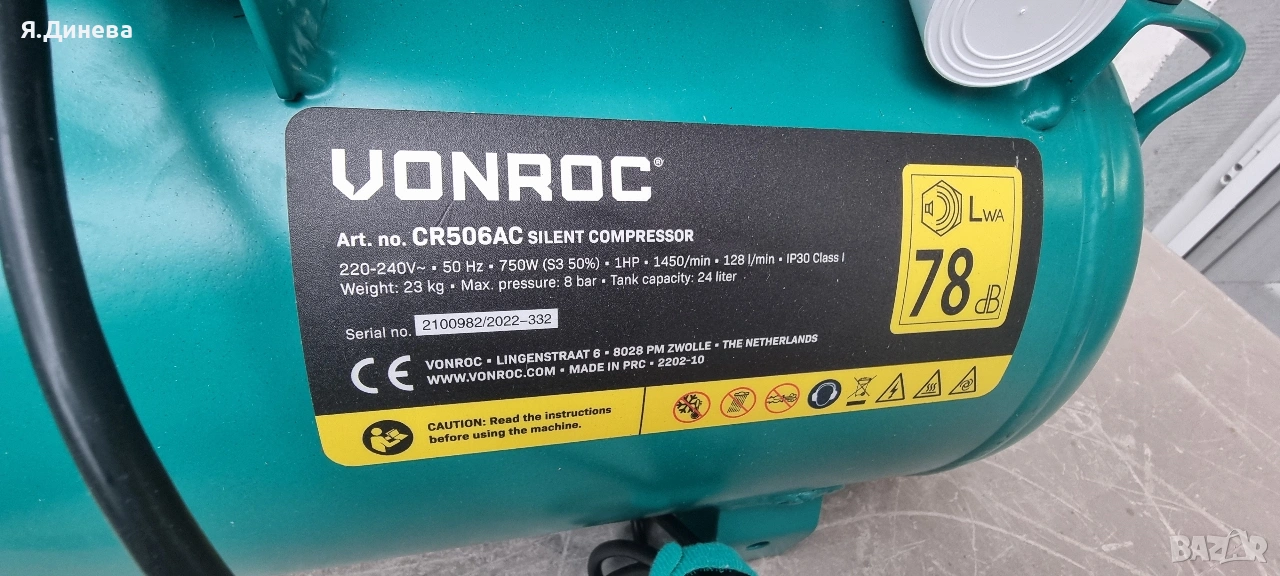 Я.Динева
VONROC®
Art. no. CR506AC SILENT COMPRESSOR
220-240V~ • 50 Hz • 750W (S3 50%) • 1HP • 1450/min • 128 l/min • IP30 Class I
Weight: 23 kg • Max. pressure: 8 bar • Tank capacity: 24 liter
Serial no. 2100982/2022-332
CE
VONROC • LINGENSTRAAT 6 • 8028 PM ZWOLLE • THE NETHERLANDS
WWW.VONROC.COM • MADE IN PRC • 2202-10
CAUTION: Read the instructions
before using the machine.
LWA
78 dB
BAZAR